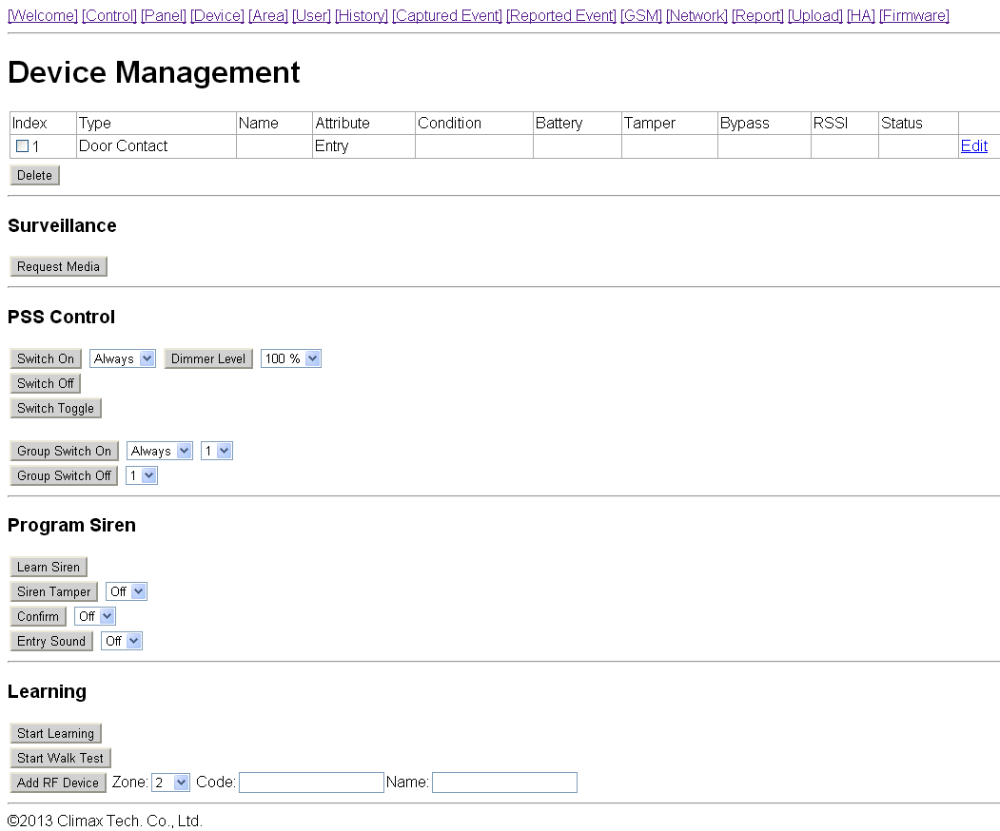 [Welcome] [Control] [Panel] [Device] [Area] [User] [History] [Captured Event] [Reported Event] [GSM] [Network] [Report] [Upload] [HA] [Firmware]
Device Management
Index Type Name Attribute Condition Battery Tamper Bypass RSSI Status
1 Door Contact Entry Edit
Delete
Surveillance
Request Media
PSS Control
Switch On Always Dimmer Level 100 %
Switch Off
Switch Toggle
Group Switch On Always 1
Group Switch Off 1
Program Siren
Learn Siren
Siren Tamper Off
Confirm Off
Entry Sound Off
Learning
Start Learning
Start Walk Test
Add RF Device Zone: 2 Code: Name:
©2013 Climax Tech. Co., Ltd.